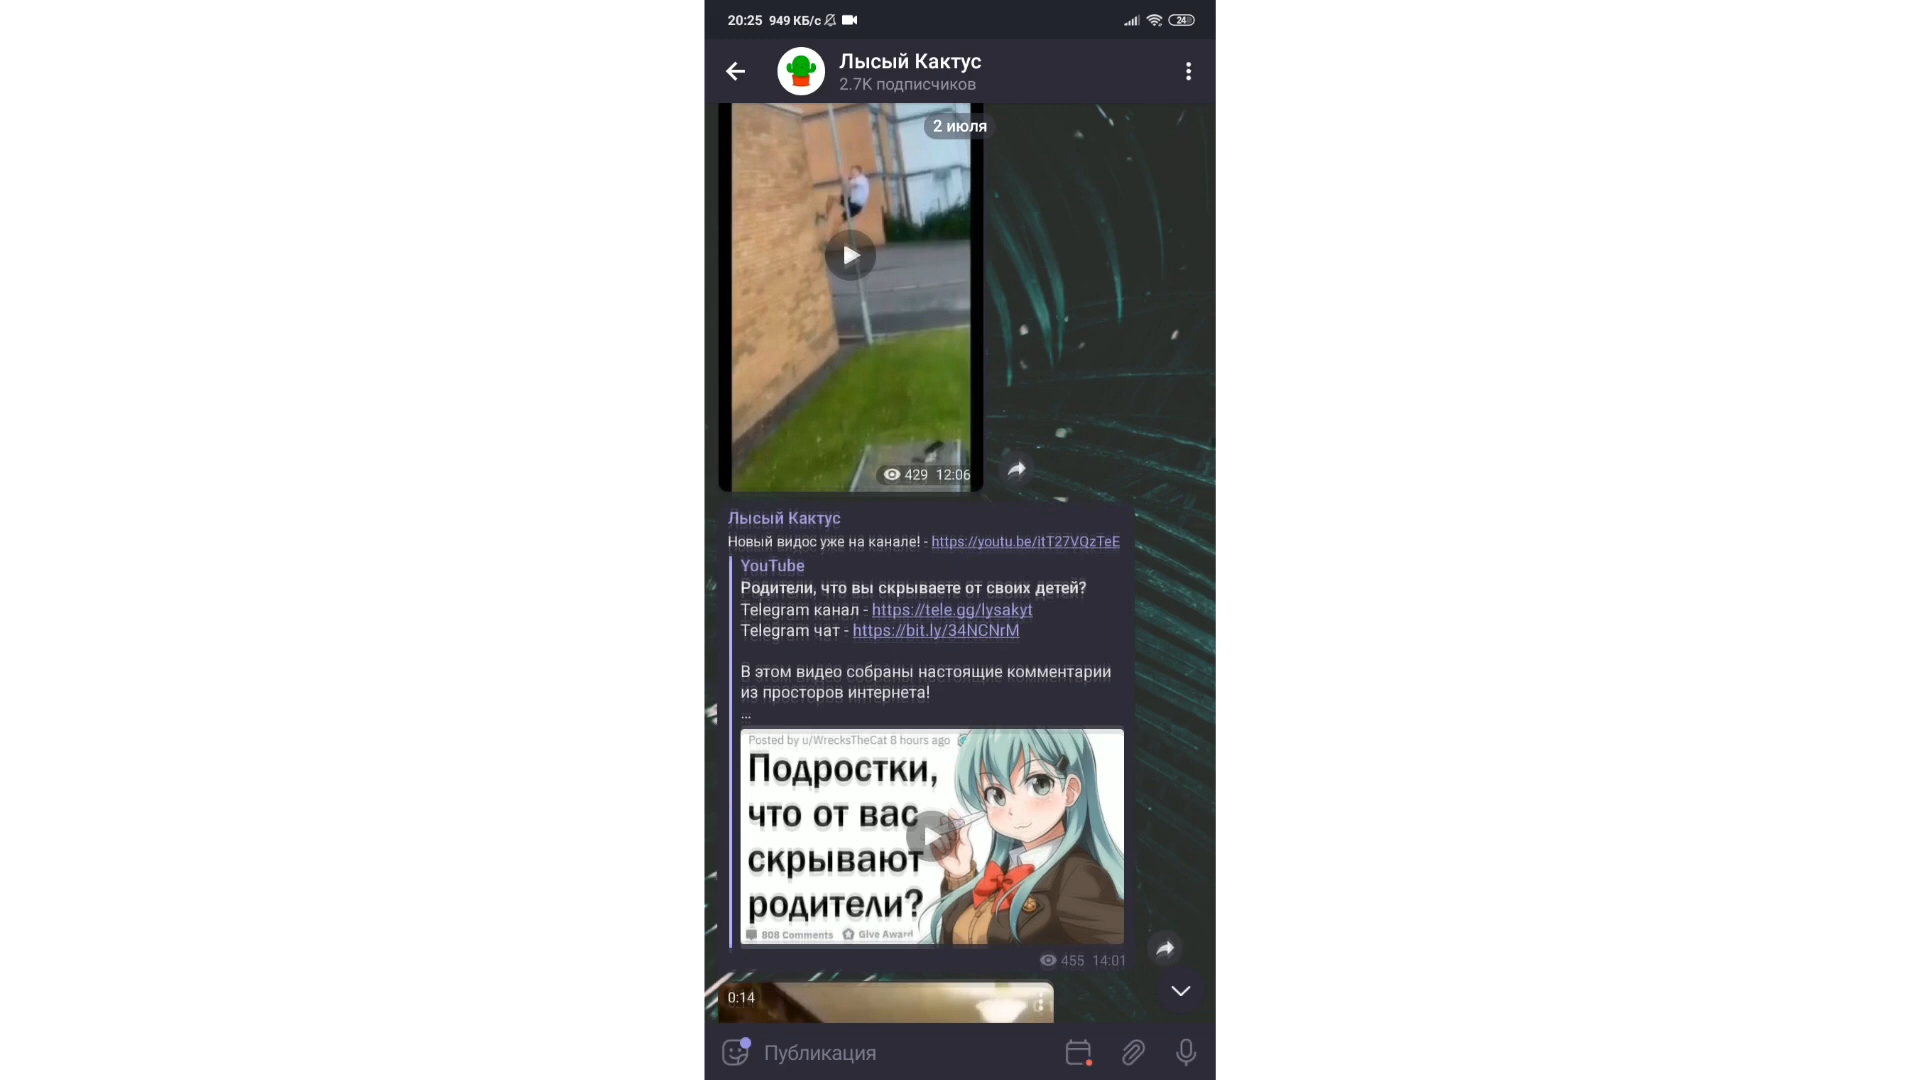 20:25 949 КБ/с 24
Лысый Кактус
2.7K подписчиков
2 июля
429 12:06
Лысый Кактус
Новый видос уже на канале! - https://youtu.be/itT27VQzTeE
YouTube
Родители, что вы скрываете от своих детей?
Telegram канал - https://tele.gg/lysakyt
Telegram чат - https://bit.ly/34NCNrM
В этом видео собраны настоящие комментарии
из просторов интернета!
...
Posted by u/WrecksTheCat 8 hours ago
Подростки,
что от вас
скрывают
родители?
808 Comments Give Award
455 14:01
0:14
Публикация